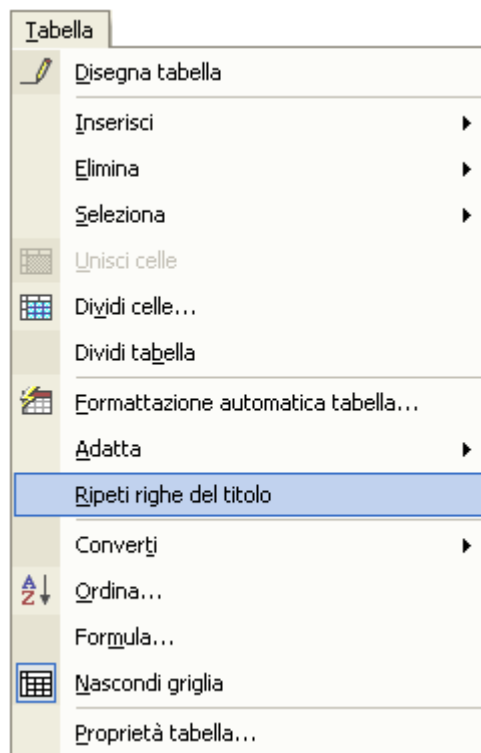 Tabella
Disegna tabella
Inserisci
Elimina
Seleziona
Unisci celle
Dividi celle...
Dividi tabella
Formattazione automatica tabella...
Adatta
Ripeti righe del titolo
Converti
Ordina...
Formula...
Nascondi griglia
Proprietà tabella...